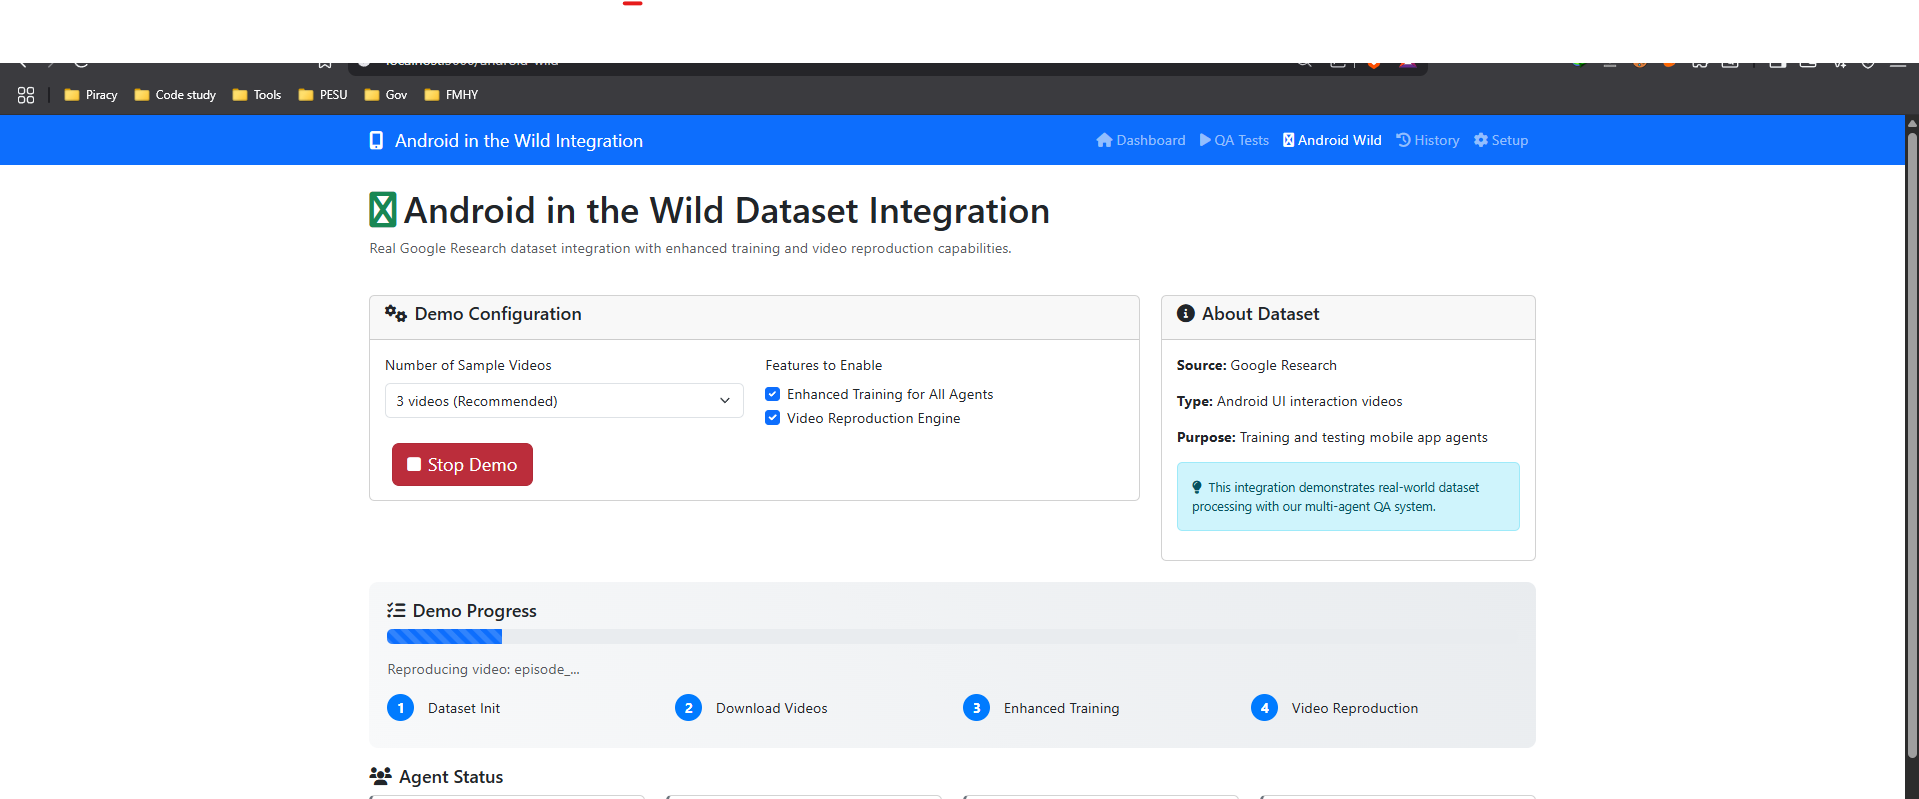 Piracy Code study Tools PESU Gov FMHY
Android in the Wild Integration
Dashboard QA Tests Android Wild History Setup
Android in the Wild Dataset Integration
Real Google Research dataset integration with enhanced training and video reproduction capabilities.
Demo Configuration
Number of Sample Videos
3 videos (Recommended)
Features to Enable
Enhanced Training for All Agents
Video Reproduction Engine
Stop Demo
About Dataset
Source: Google Research
Type: Android UI interaction videos
Purpose: Training and testing mobile app agents
This integration demonstrates real-world dataset
processing with our multi-agent QA system.
Demo Progress
Reproducing video: episode_...
1 Dataset Init
2 Download Videos
3 Enhanced Training
4 Video Reproduction
Agent Status